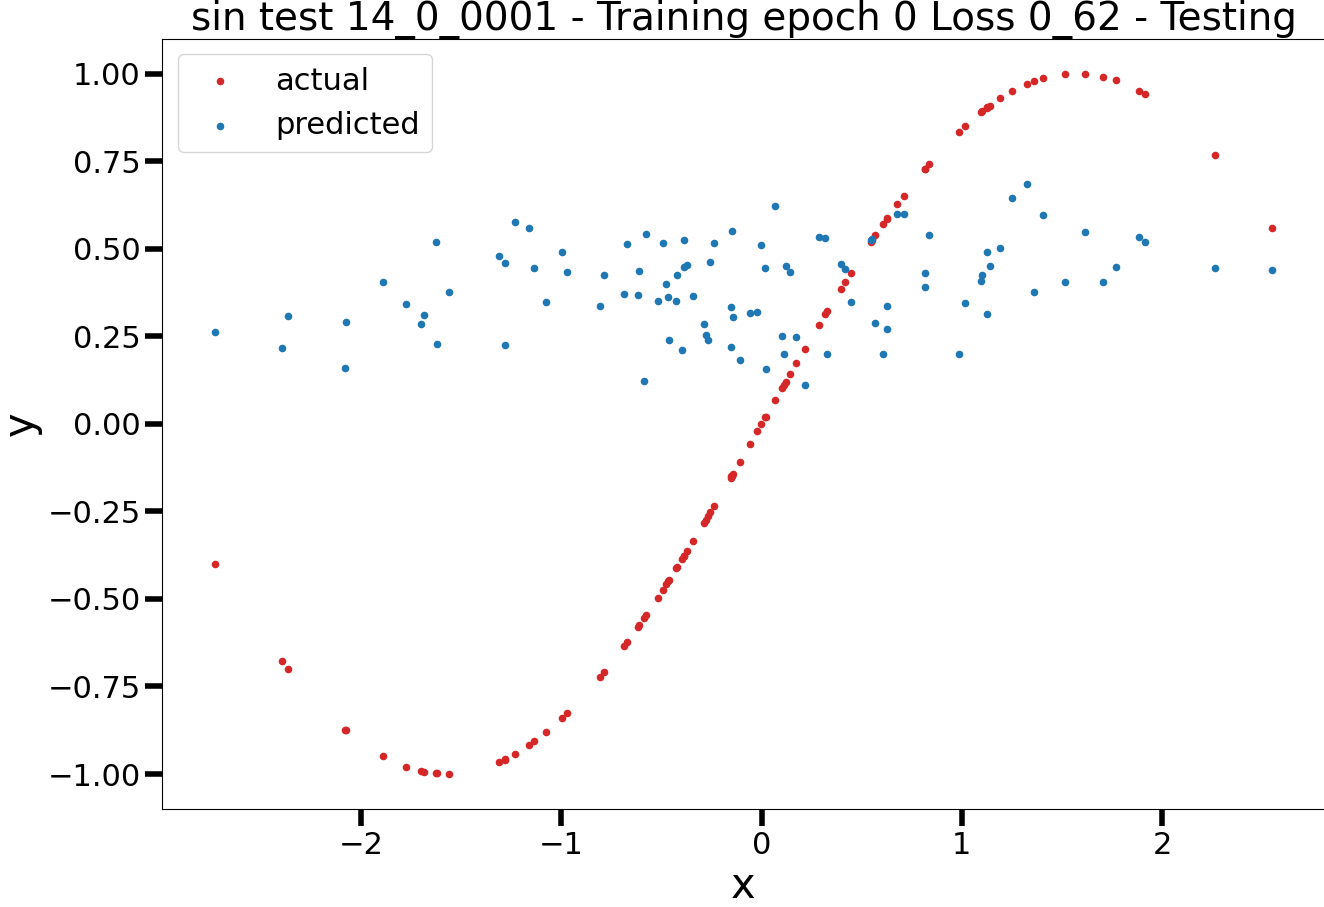 sin test 14_0_0001 - Training epoch 0 Loss 0_62 - Testing
actual
predicted
1.00
0.75
0.50
0.25
0.00
−0.25
−0.50
−0.75
−1.00
y
−2
−1
0
1
2
x